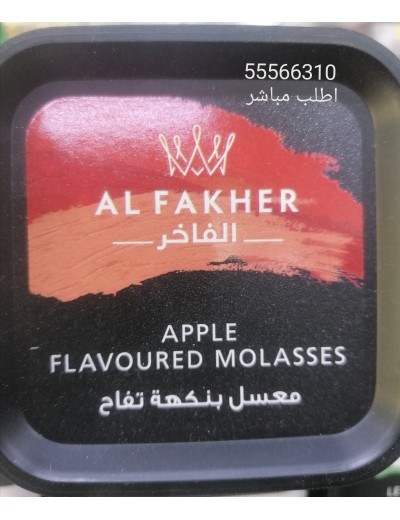 55566310
اطلب مباشر
AL FAKHER
الفاخر
APPLE
FLAVOURED MOLASSES
معسل بنكهة تفاح